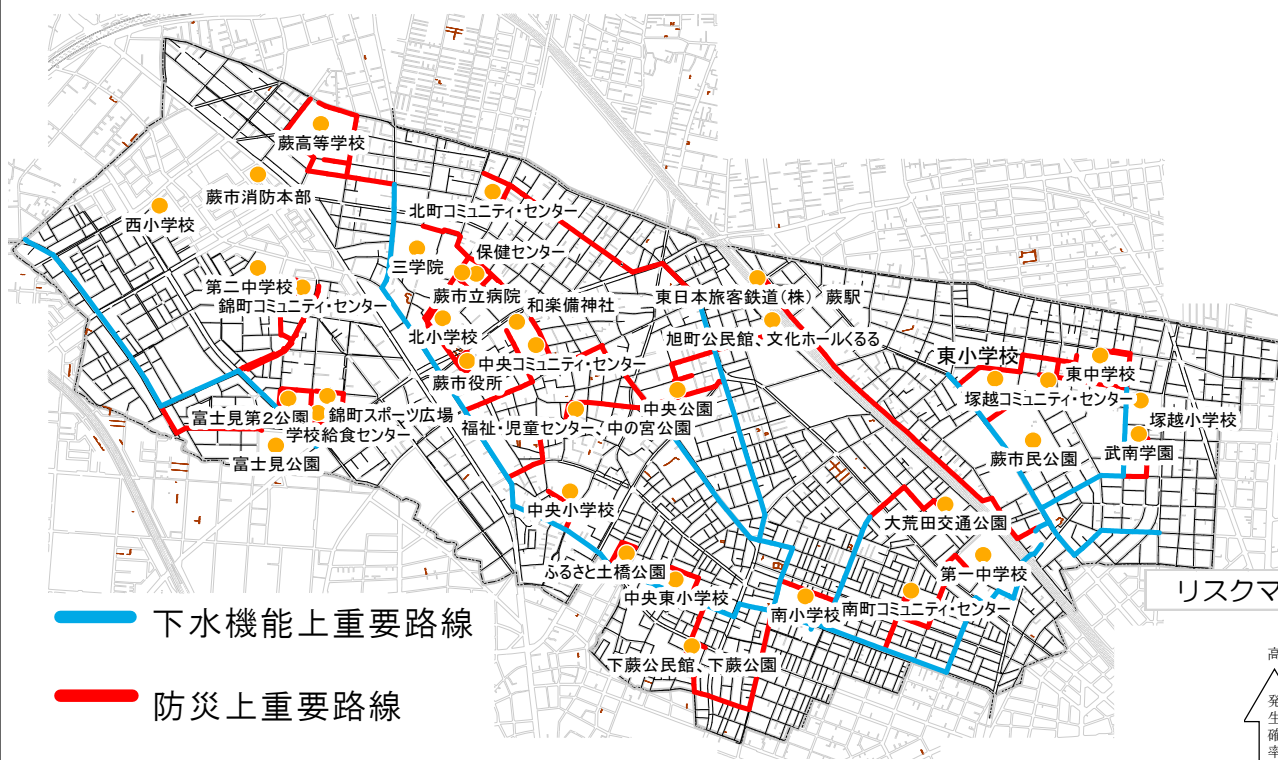 蕨高等学校
蕨市消防本部
北町コミュニティ・センター
西小学校
保健センター
三学院
第二中学校
蕨市立病院
錦町コミュニティ・センター
和楽備神社
東日本旅客鉄道(株) 蕨駅
北小学校
旭町公民館、文化ホールくるる
中央コミュニティ・センター
蕨市役所
東小学校
東中学校
塚越コミュニティ・センター
富士見第2公園
錦町スポーツ広場
中央公園
塚越小学校
学校給食センター
福祉・児童センター、中の宮公園
武南学園
富士見公園
蕨市民公園
中央小学校
大荒田交通公園
ふるさと土橋公園
第一中学校
中央東小学校
南小学校
南町コミュニティ・センター
下蕨公民館、下蕨公園
下水機能上重要路線
防災上重要路線
リスクマ
高
発生確率